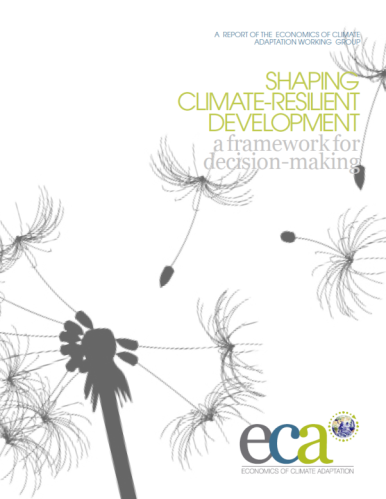 A REPORT OF THE ECONOMICS OF CLIMATE
ADAPTATION WORKING GROUP
SHAPING
CLIMATE-RESILIENT
DEVELOPMENT
a framework for
decision-making
eca
ECONOMICS OF CLIMATE ADAPTATION